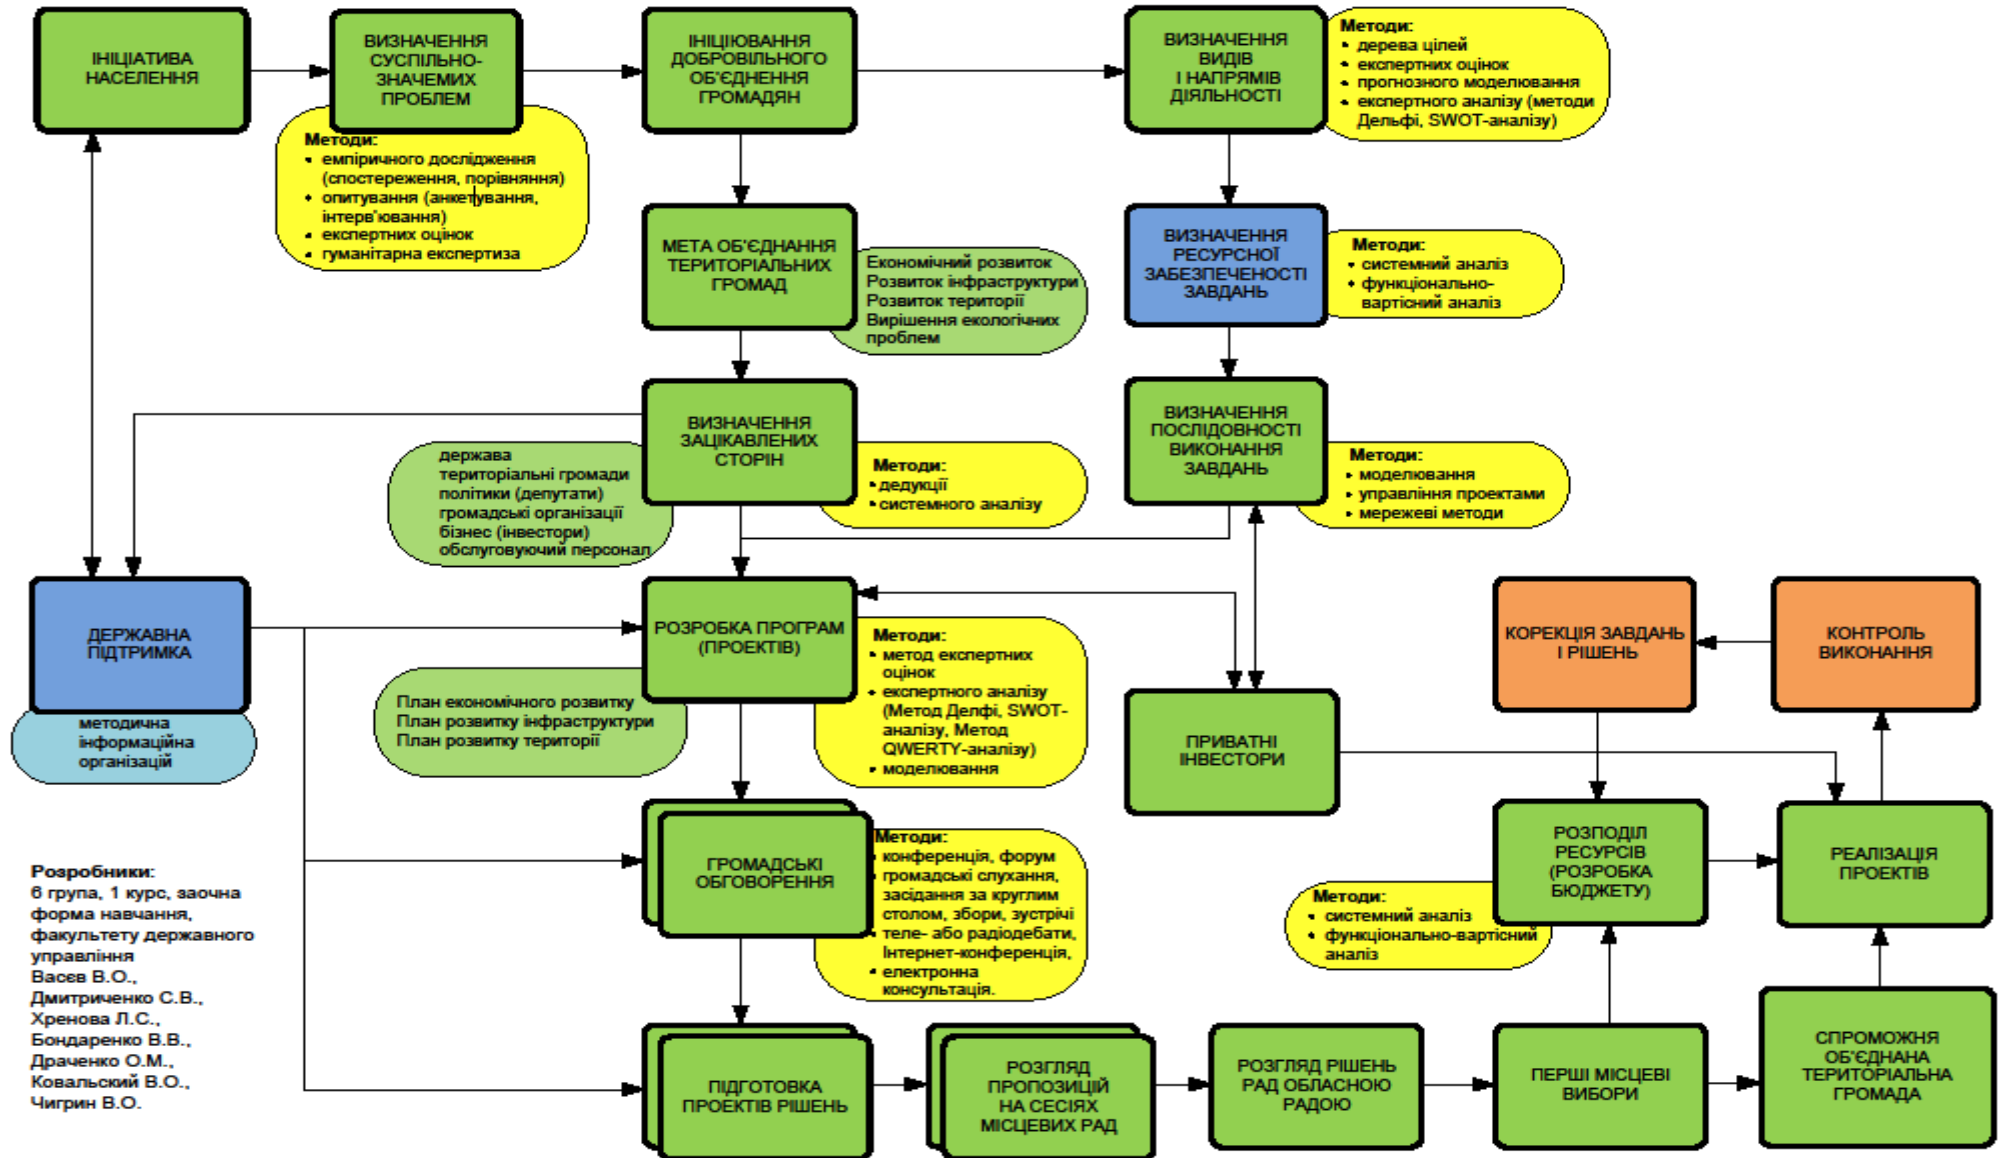 ІНІЦІАТИВА
НАСЕЛЕННЯ
ВИЗНАЧЕННЯ
СУСПІЛЬНО-
ЗНАЧЕМИХ
ПРОБЛЕМ
Методи:
• емпіричного дослідження
(спостереження, порівняння)
• опитування (анкетування,
інтерв'ювання)
• експертних оцінок
• гуманітарна експертиза
ІНІЦІЮВАННЯ
ДОБРОВІЛЬНОГО
ОБ'ЄДНЕННЯ
ГРОМАДЯН
ВИЗНАЧЕННЯ
ВИДІВ
І НАПРЯМІВ
ДІЯЛЬНОСТІ
Методи:
• дерева цілей
• експертних оцінок
• прогнозного моделювання
• експертного аналізу (методи
Дельфі, SWOT-аналізу)
МЕТА ОБ'ЄДНАННЯ
ТЕРИТОРІАЛЬНИХ
ГРОМАД
Економічний розвиток
Розвиток інфраструктури
Розвиток території
Вирішення екологічних
проблем
ВИЗНАЧЕННЯ
РЕСУРСНОЇ
ЗАБЕЗПЕЧЕНОСТІ
ЗАВДАНЬ
Методи:
• системний аналіз
• функціонально-
вартісний аналіз
ВИЗНАЧЕННЯ
ЗАЦІКАВЛЕНИХ
СТОРІН
держава
територіальні громади
політики (депутати)
громадські організації
бізнес (інвестори)
обслуговуючий персонал
Методи:
• дедукції
• системного аналізу
ВИЗНАЧЕННЯ
ПОСЛІДОВНОСТІ
ВИКОНАННЯ
ЗАВДАНЬ
Методи:
• моделювання
• управління проектами
• мережеві методи
ДЕРЖАВНА
ПІДТРИМКА
методична
інформаційна
організацій
РОЗРОБКА ПРОГРАМ
(ПРОЕКТІВ)
План економічного розвитку
План розвитку інфраструктури
План розвитку території
Методи:
• метод експертних
оцінок
• експертного аналізу
(Метод Делфі, SWOT-
аналізу, Метод
QWERTY-аналізу)
• моделювання
ПРИВАТНІ
ІНВЕСТОРИ
КОРЕКЦІЯ ЗАВДАНЬ
І РІШЕНЬ
КОНТРОЛЬ
ВИКОНАННЯ
ГРОМАДСЬКІ
ОБГОВОРЕННЯ
Методи:
• конференція, форум
• громадські слухання,
засідання за круглим
столом, збори, зустрічі
• теле- або радіодебати,
Інтернет-конференція,
• електронна
консультація.
РОЗПОДІЛ
РЕСУРСІВ
(РОЗРОБКА
БЮДЖЕТУ)
Методи:
• системний аналіз
• функціонально-вартісний
аналіз
РЕАЛІЗАЦІЯ
ПРОЕКТІВ
Розробники:
6 група, 1 курс, заочна
форма навчання,
факультету державного
управління
Васєв В.О.,
Дмитриченко С.В.,
Хренова Л.С.,
Бондаренко В.В.,
Драченко О.М.,
Ковальский В.О.,
Чигрин В.О.
ПІДГОТОВКА
ПРОЕКТІВ РІШЕНЬ
РОЗГЛЯД
ПРОПОЗИЦІЙ
НА СЕСІЯХ
МІСЦЕВИХ РАД
РОЗГЛЯД РІШЕНЬ
РАД ОБЛАСНОЮ
РАДОЮ
ПЕРШІ МІСЦЕВІ
ВИБОРИ
СПРОМОЖНЯ
ОБ'ЄДНАНА
ТЕРИТОРІАЛЬНА
ГРОМАДА